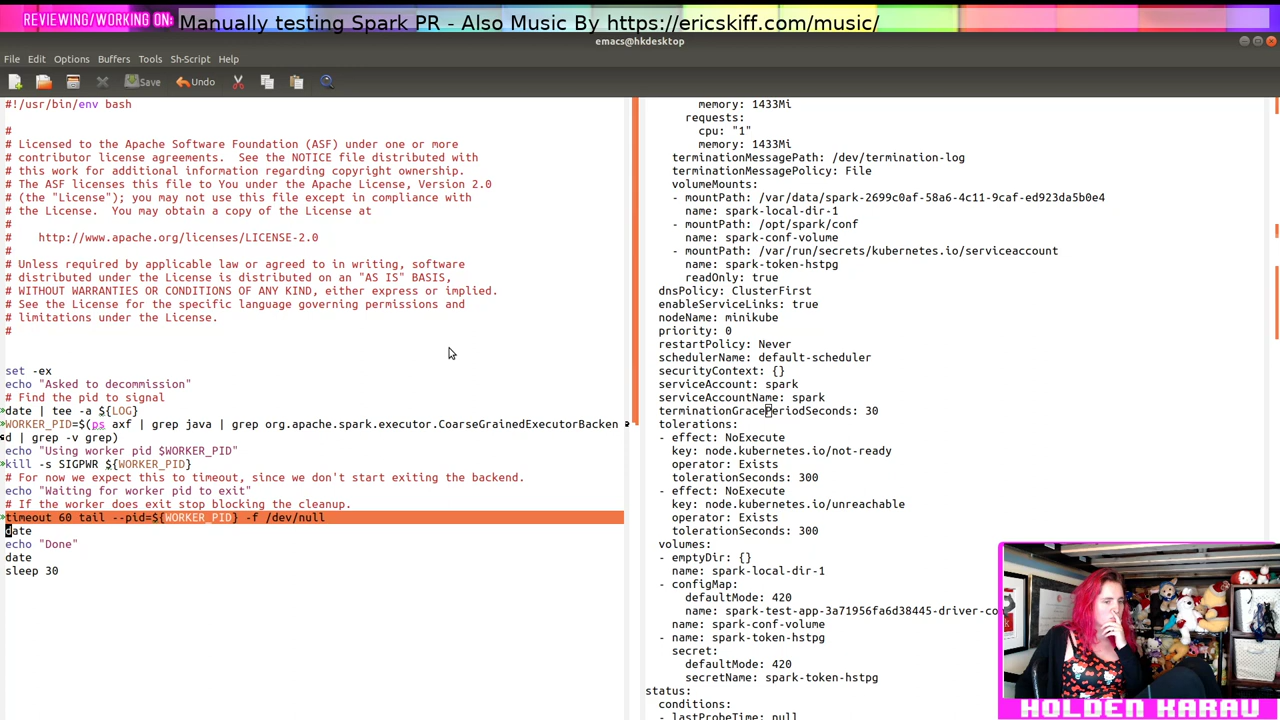 REVIEWING/WORKING ON: Manually testing Spark PR - Also Music By https://ericskiff.com/music/
emacs@hkdesktop
File Edit Options Buffers Tools Sh-Script Help
Save Undo
#!/usr/bin/env bash
#
# Licensed to the Apache Software Foundation (ASF) under one or more
# contributor license agreements.  See the NOTICE file distributed with
# this work for additional information regarding copyright ownership.
# The ASF licenses this file to You under the Apache License, Version 2.0
# (the "License"); you may not use this file except in compliance with
# the License.  You may obtain a copy of the License at
#
#    http://www.apache.org/licenses/LICENSE-2.0
#
# Unless required by applicable law or agreed to in writing, software
# distributed under the License is distributed on an "AS IS" BASIS,
# WITHOUT WARRANTIES OR CONDITIONS OF ANY KIND, either express or implied.
# See the License for the specific language governing permissions and
# limitations under the License.
#
set -ex
echo "Asked to decommission"
# Find the pid to signal
date | tee -a ${LOG}
WORKER_PID=$(ps axf | grep java | grep org.apache.spark.executor.CoarseGrainedExecutorBacken
d | grep -v grep)
echo "Using worker pid $WORKER_PID"
kill -s SIGPWR ${WORKER_PID}
# For now we expect this to timeout, since we don't start exiting the backend.
echo "Waiting for worker pid to exit"
# If the worker does exit stop blocking the cleanup.
timeout 60 tail --pid=${WORKER_PID} -f /dev/null
date
echo "Done"
date
sleep 30
memory: 1433Mi
requests:
cpu: "1"
memory: 1433Mi
terminationMessagePath: /dev/termination-log
terminationMessagePolicy: File
volumeMounts:
- mountPath: /var/data/spark-2699c0af-58a6-4c11-9caf-ed923da5b0e4
name: spark-local-dir-1
- mountPath: /opt/spark/conf
name: spark-conf-volume
- mountPath: /var/run/secrets/kubernetes.io/serviceaccount
name: spark-token-hstpg
readOnly: true
dnsPolicy: ClusterFirst
enableServiceLinks: true
nodeName: minikube
priority: 0
restartPolicy: Never
schedulerName: default-scheduler
securityContext: {}
serviceAccount: spark
serviceAccountName: spark
terminationGracePeriodSeconds: 30
tolerations:
- effect: NoExecute
key: node.kubernetes.io/not-ready
operator: Exists
tolerationSeconds: 300
- effect: NoExecute
key: node.kubernetes.io/unreachable
operator: Exists
tolerationSeconds: 300
volumes:
- emptyDir: {}
name: spark-local-dir-1
- configMap:
defaultMode: 420
name: spark-test-app-3a71956fa6d38445-driver-co
name: spark-conf-volume
- name: spark-token-hstpg
secret:
defaultMode: 420
secretName: spark-token-hstpg
status:
conditions:
- lastProbeTime: null
HOLDEN KARAU